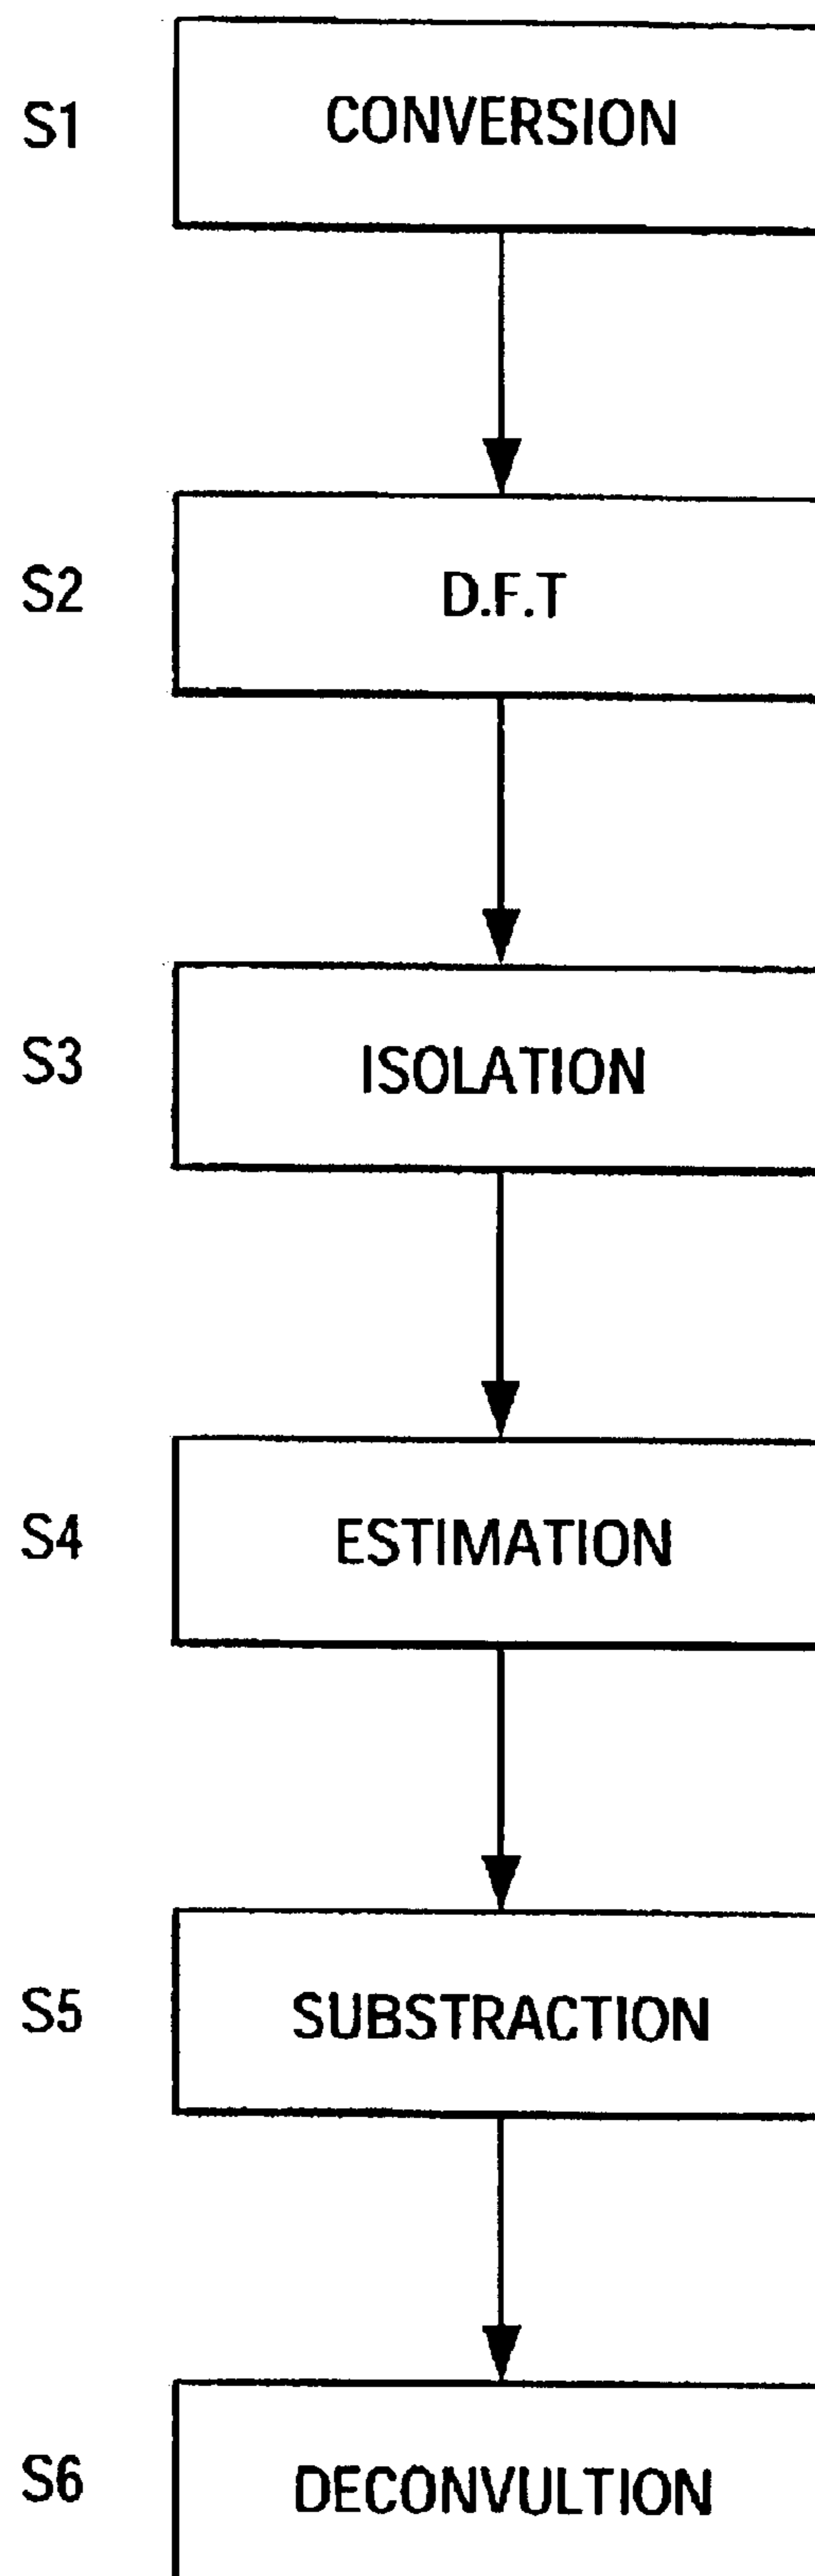 S1 CONVERSION
S2 D.F.T
S3 ISOLATION
S4 ESTIMATION
S5 SUBSTRACTION
S6 DECONVULTION